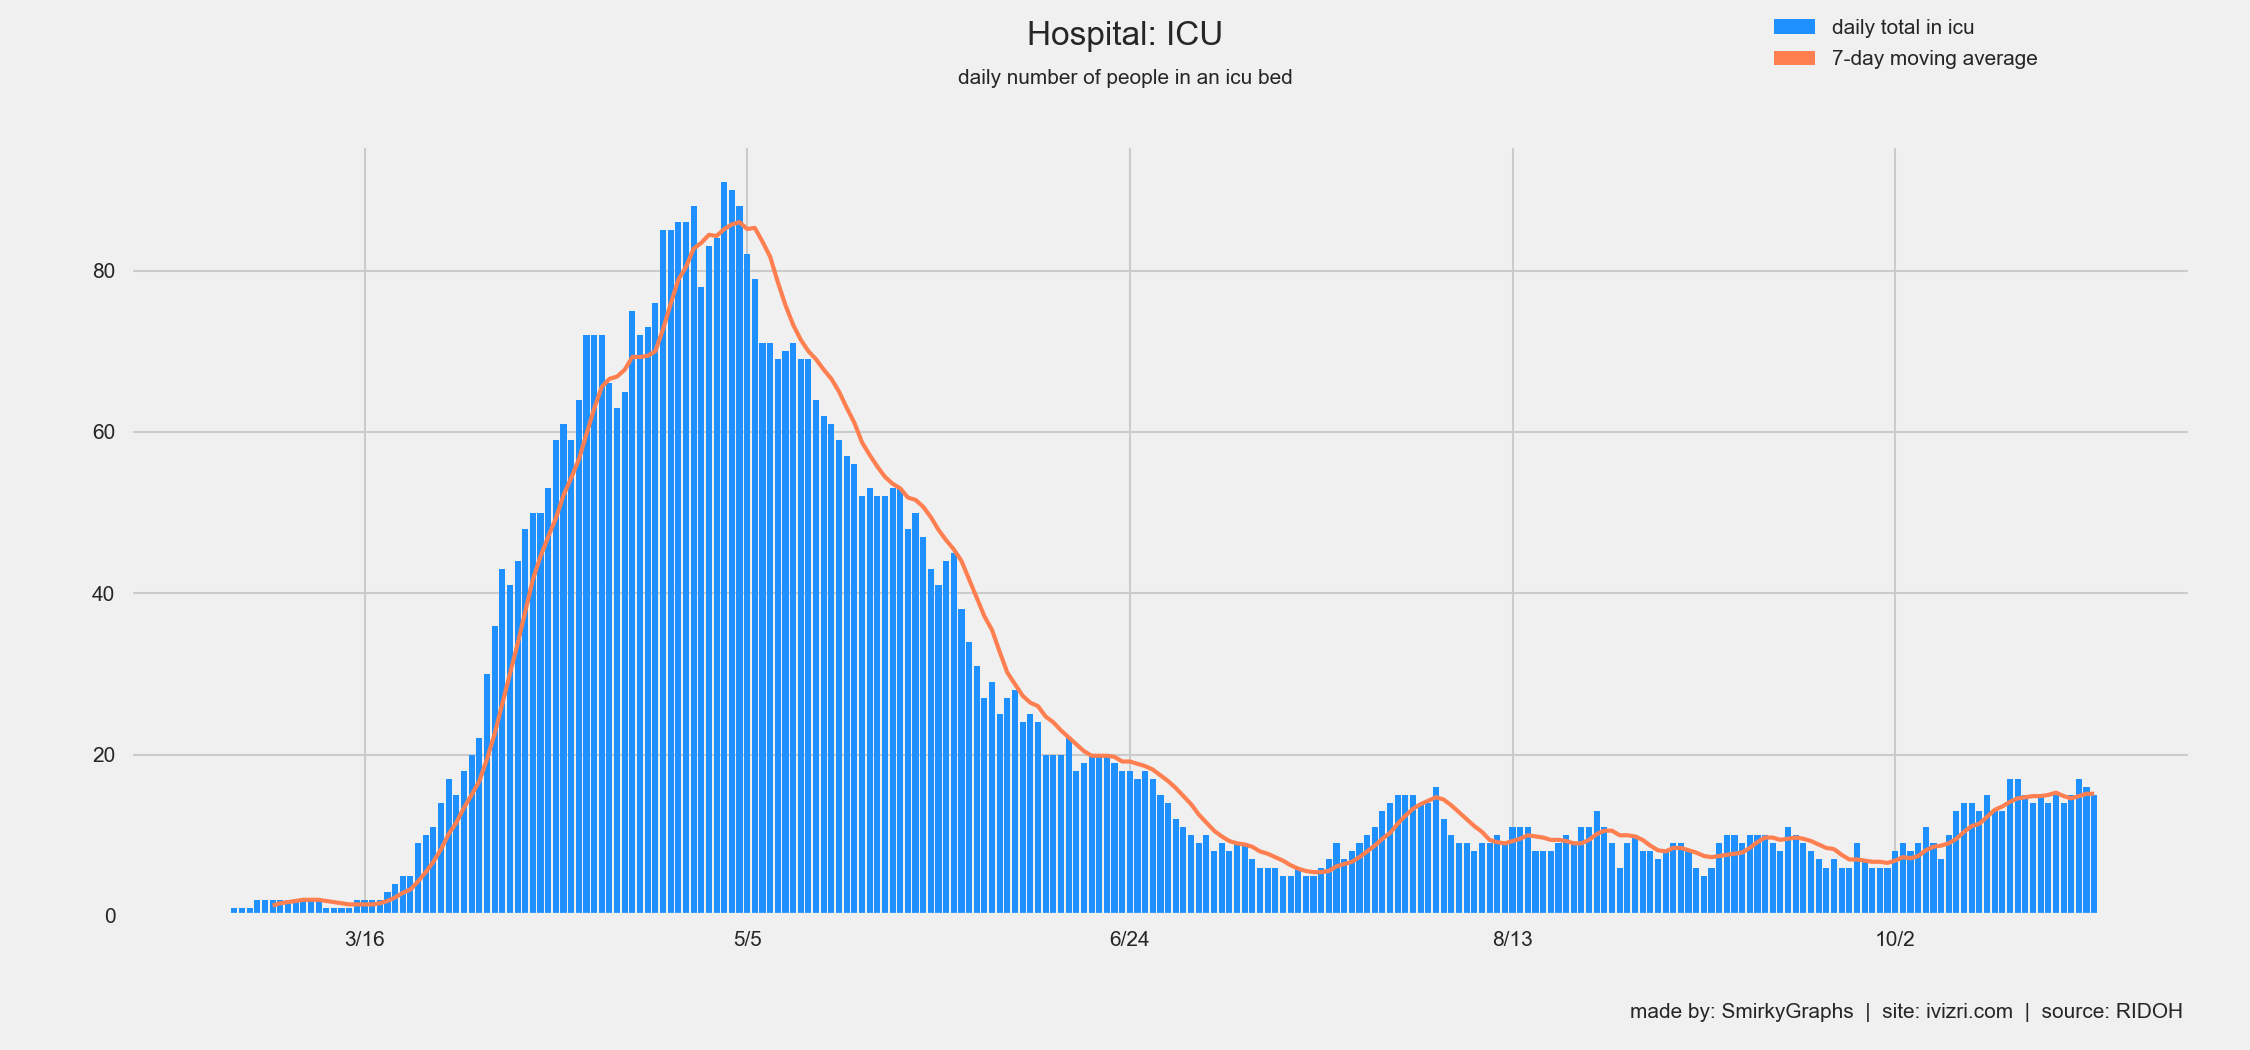 Hospital: ICU
daily number of people in an icu bed
daily total in icu
7-day moving average
80
60
40
20
0
3/16 5/5 6/24 8/13 10/2
made by: SmirkyGraphs | site: ivizri.com | source: RIDOH